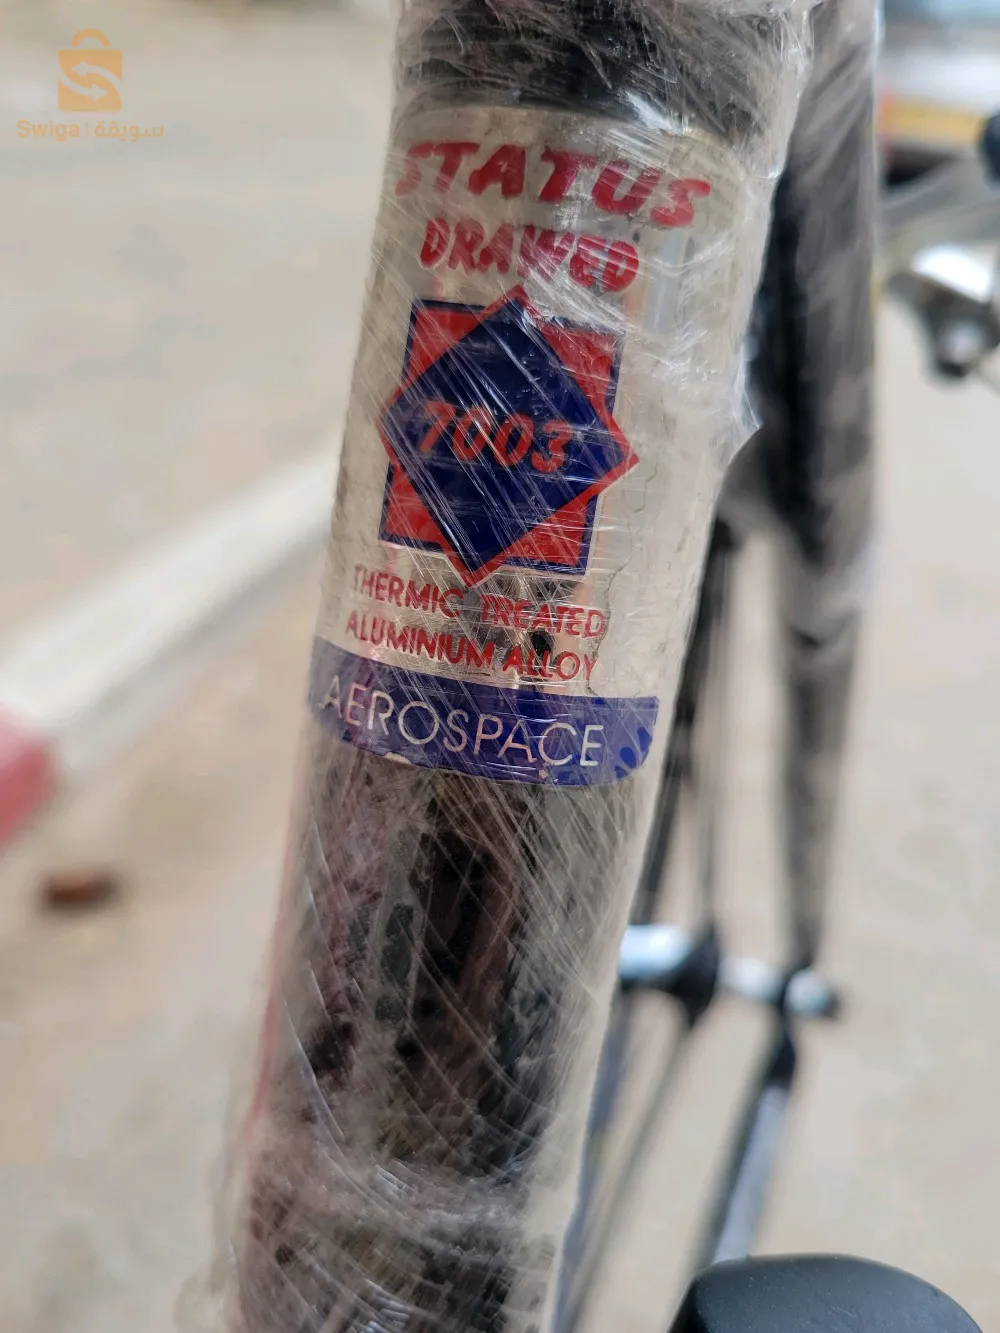 Swiga | سويقة
STATUS
DRAWED
7003
THERMIC TREATED
ALUMINIUM ALLOY
AEROSPACE